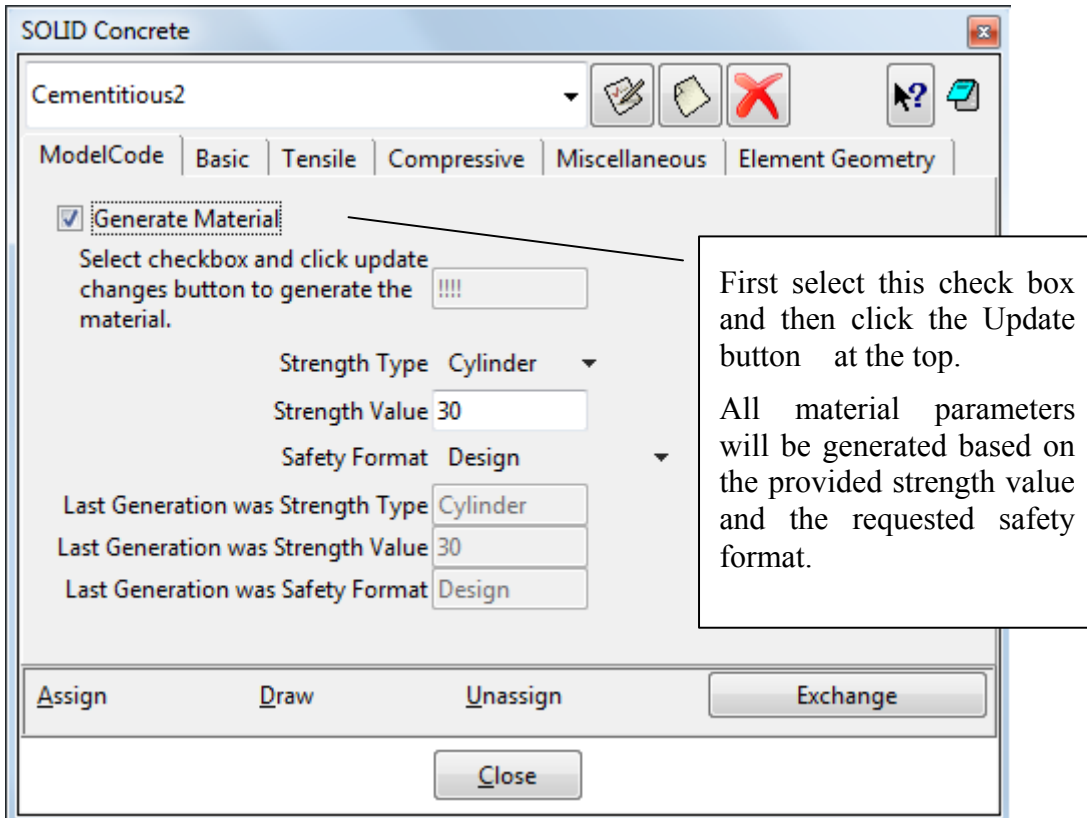 SOLID Concrete
Cementitious2
ModelCode Basic Tensile Compressive Miscellaneous Element Geometry
Generate Material
Select checkbox and click update
changes button to generate the
material.
!!!!
Strength Type Cylinder
Strength Value 30
Safety Format Design
Last Generation was Strength Type Cylinder
Last Generation was Strength Value 30
Last Generation was Safety Format Design
First select this check box
and then click the Update
button at the top.
All material parameters
will be generated based on
the provided strength value
and the requested safety
format.
Assign Draw Unassign Exchange
Close